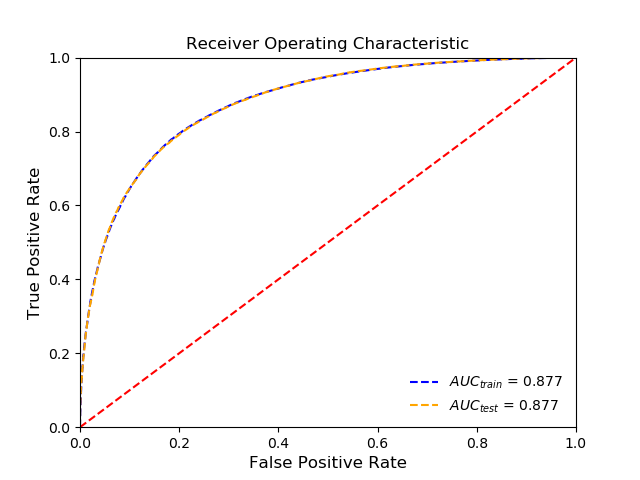 Receiver Operating Characteristic
1.0
0.8
0.6
0.4
0.2
0.0
True Positive Rate
AUCtrain = 0.877
AUCtest = 0.877
0.0 0.2 0.4 0.6 0.8 1.0
False Positive Rate